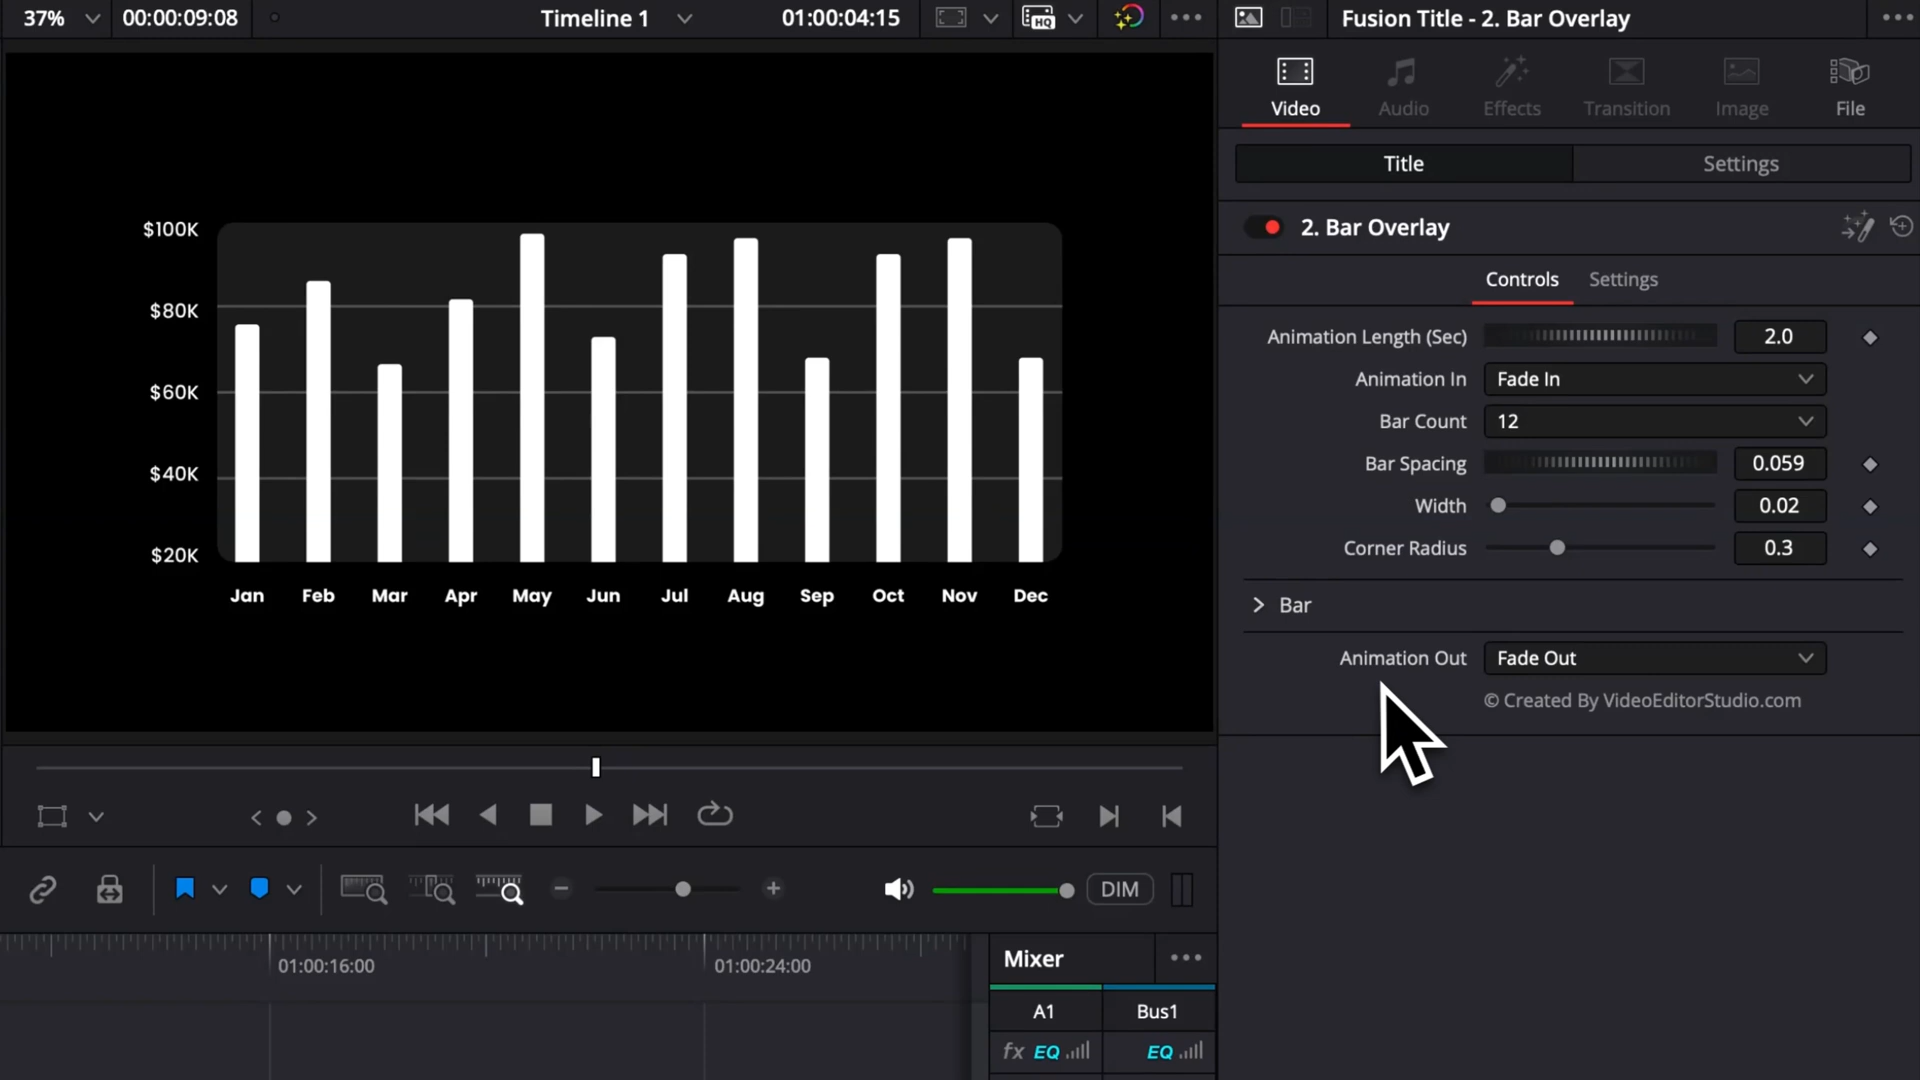 37% 00:00:09:08 Timeline 1 01:00:04:15 HQ
Fusion Title - 2. Bar Overlay
Video Audio Effects Transition Image File
Title Settings
2. Bar Overlay
Controls Settings
Animation Length (Sec) 2.0
Animation In Fade In
Bar Count 12
Bar Spacing 0.059
Width 0.02
Corner Radius 0.3
Bar
Animation Out Fade Out
© Created By VideoEditorStudio.com
$100K
$80K
$60K
$40K
$20K
Jan Feb Mar Apr May Jun Jul Aug Sep Oct Nov Dec
DIM
01:00:16:00 01:00:24:00
Mixer
A1 Bus1
fx EQ EQ